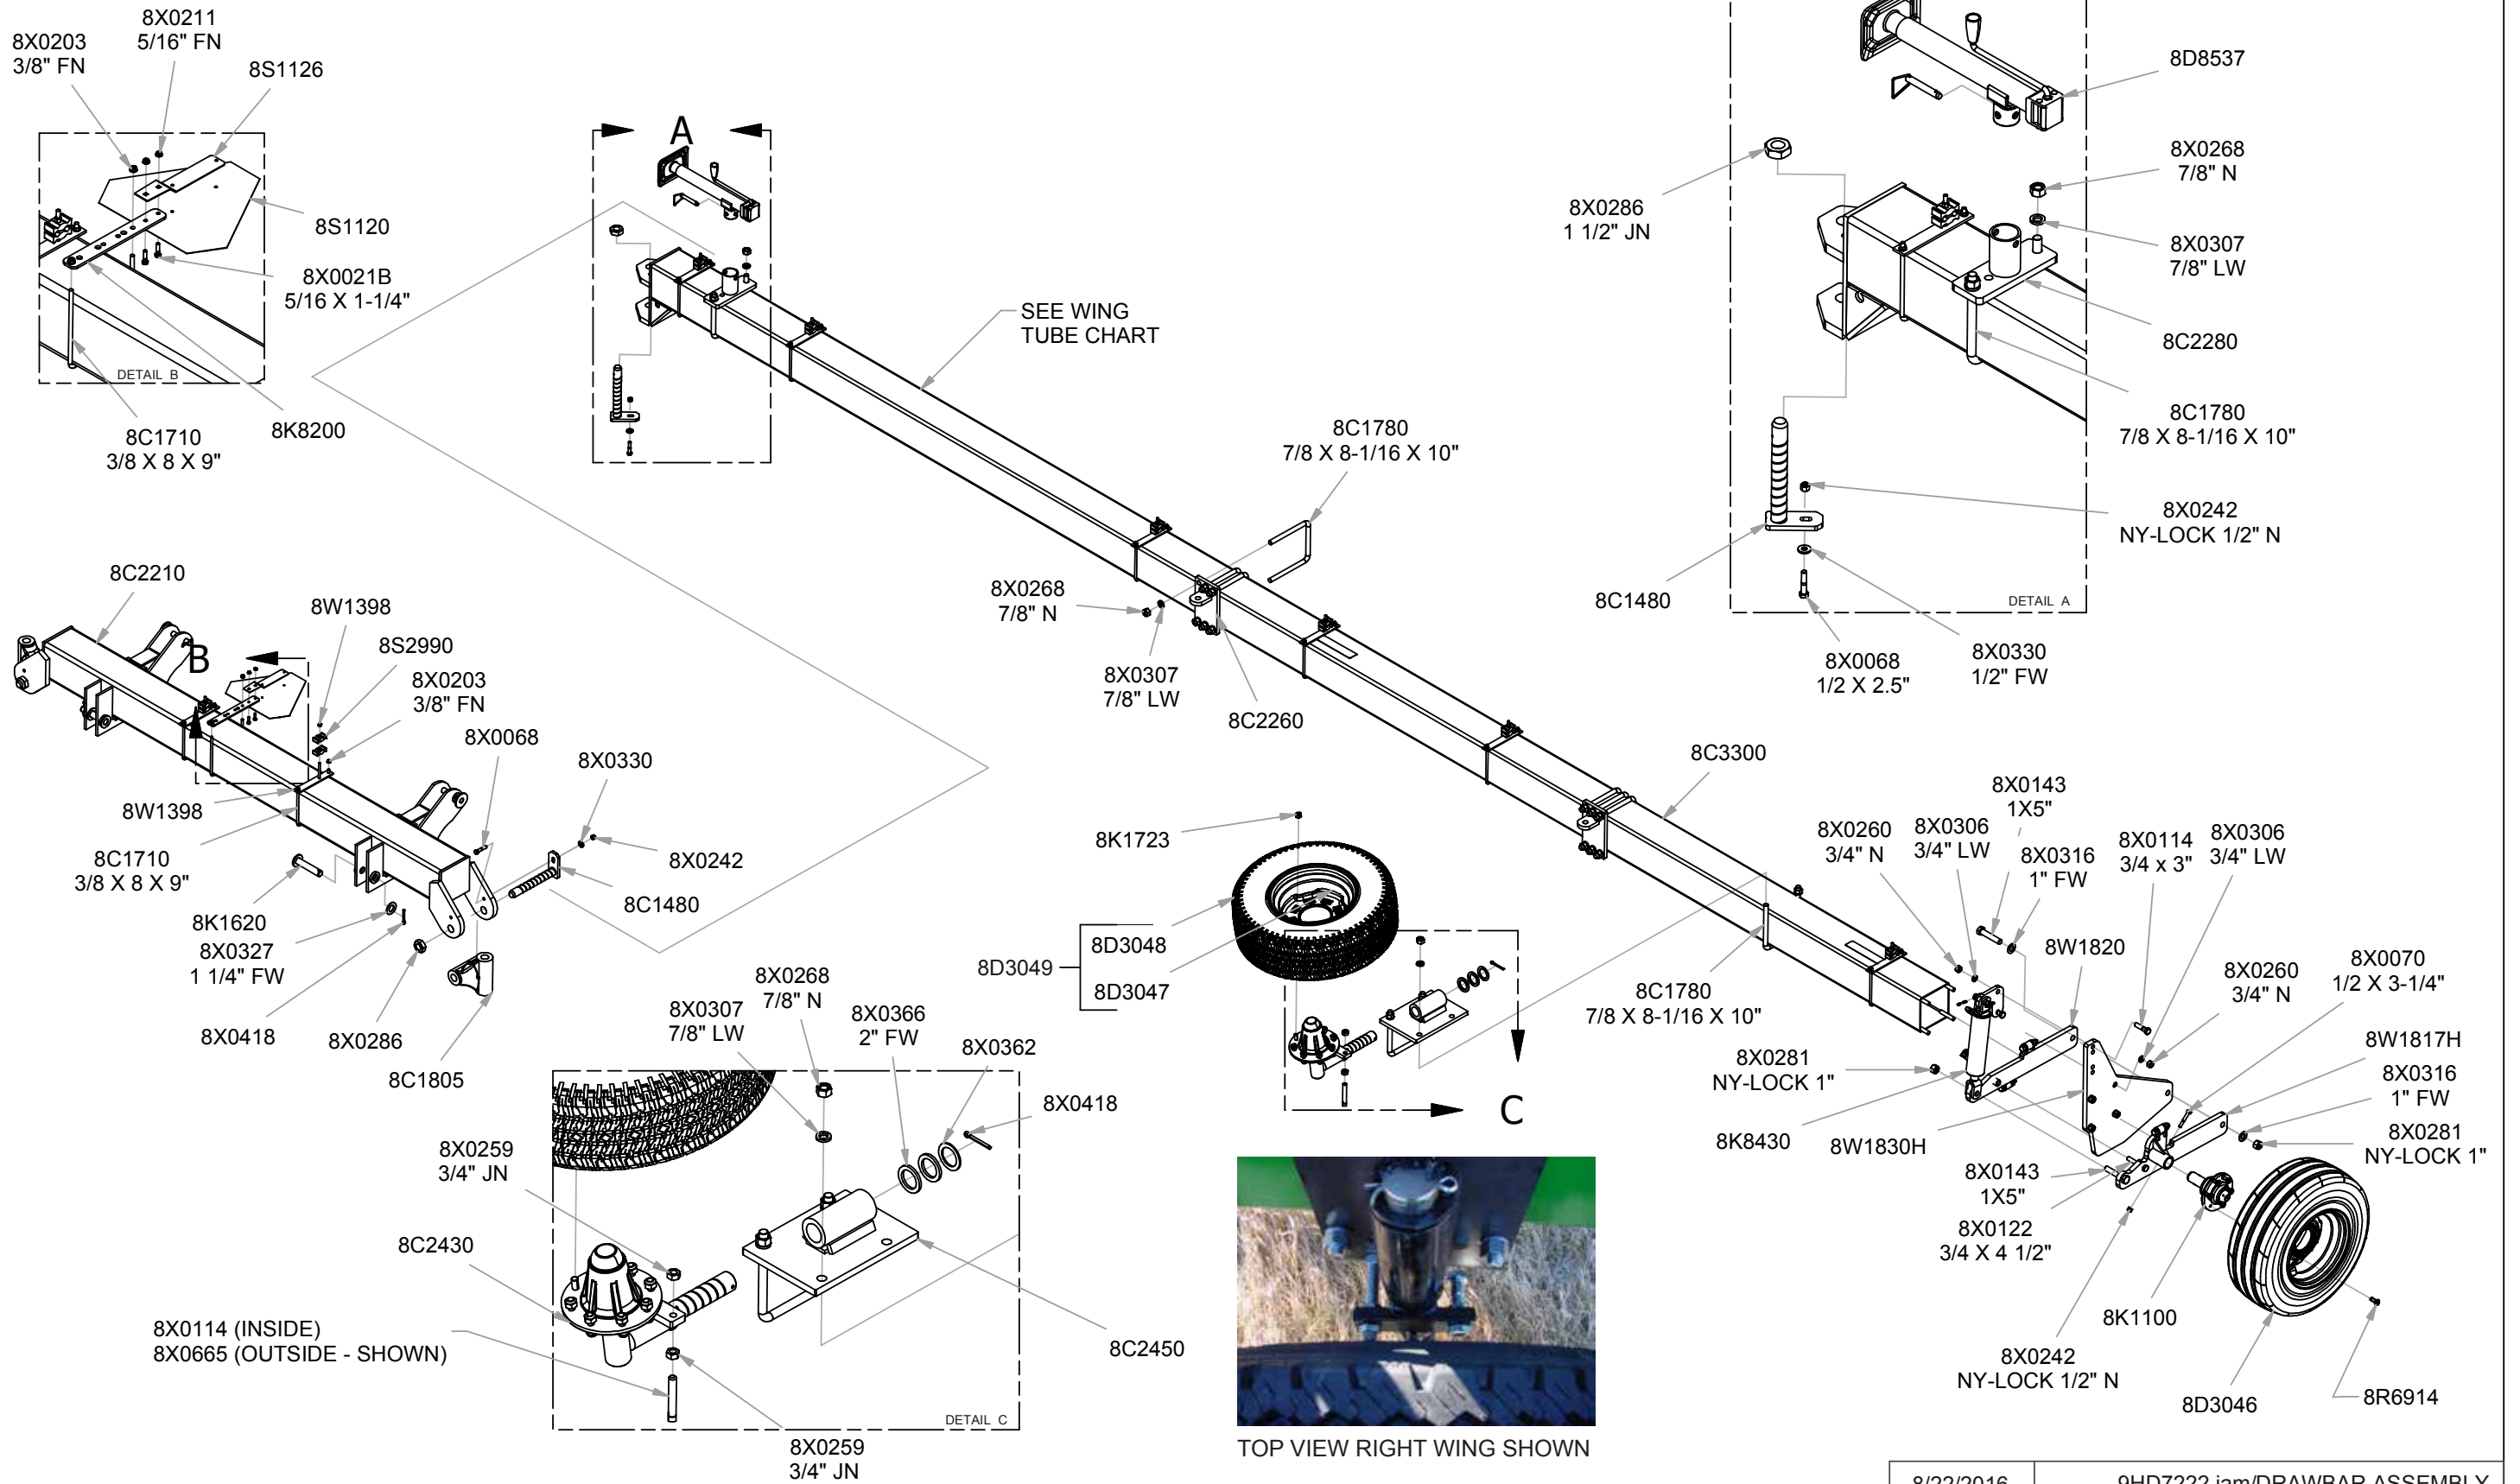 8X0211
5/16" FN
8X0203
3/8" FN
8S1126
8S1120
8X0021B
5/16 X 1-1/4"
DETAIL B
8K8200
8C1710
3/8 X 8 X 9"
A
SEE WING
TUBE CHART
8C1780
7/8 X 8-1/16 X 10"
8X0268
7/8" N
8X0307
7/8" LW
8C2260
8D8537
8X0268
7/8" N
8X0286
1 1/2" JN
8X0307
7/8" LW
8C2280
8C1780
7/8 X 8-1/16 X 10"
8X0242
NY-LOCK 1/2" N
8C1480
DETAIL A
8X0330
1/2" FW
8X0068
1/2 X 2.5"
8C2210
8W1398
8S2990
B
8X0203
3/8" FN
8X0068
8X0330
8W1398
8C1710
3/8 X 8 X 9"
8X0242
8C1480
8K1620
8X0327
1 1/4" FW
8X0418
8X0286
8C1805
8C3300
8K1723
8D3049
8D3048
8D3047
C
8C1780
7/8 X 8-1/16 X 10"
8X0260
3/4" N
8X0306
3/4" LW
8X0143
1X5"
8X0316
1" FW
8X0114
3/4 x 3"
8X0306
3/4" LW
8W1820
8X0260
3/4" N
8X0070
1/2 X 3-1/4"
8W1817H
8X0316
1" FW
8X0281
NY-LOCK 1"
8X0281
NY-LOCK 1"
8K8430
8W1830H
8X0143
1X5"
8X0122
3/4 X 4 1/2"
8K1100
8X0242
NY-LOCK 1/2" N
8D3046
8R6914
8X0307
7/8" LW
8X0268
7/8" N
8X0366
2" FW
8X0362
8X0418
8X0259
3/4" JN
8C2430
8X0114 (INSIDE)
8X0665 (OUTSIDE - SHOWN)
8C2450
DETAIL C
8X0259
3/4" JN
TOP VIEW RIGHT WING SHOWN
8/22/2016
9HD7222.iam/DRAWBAR ASSEMBLY